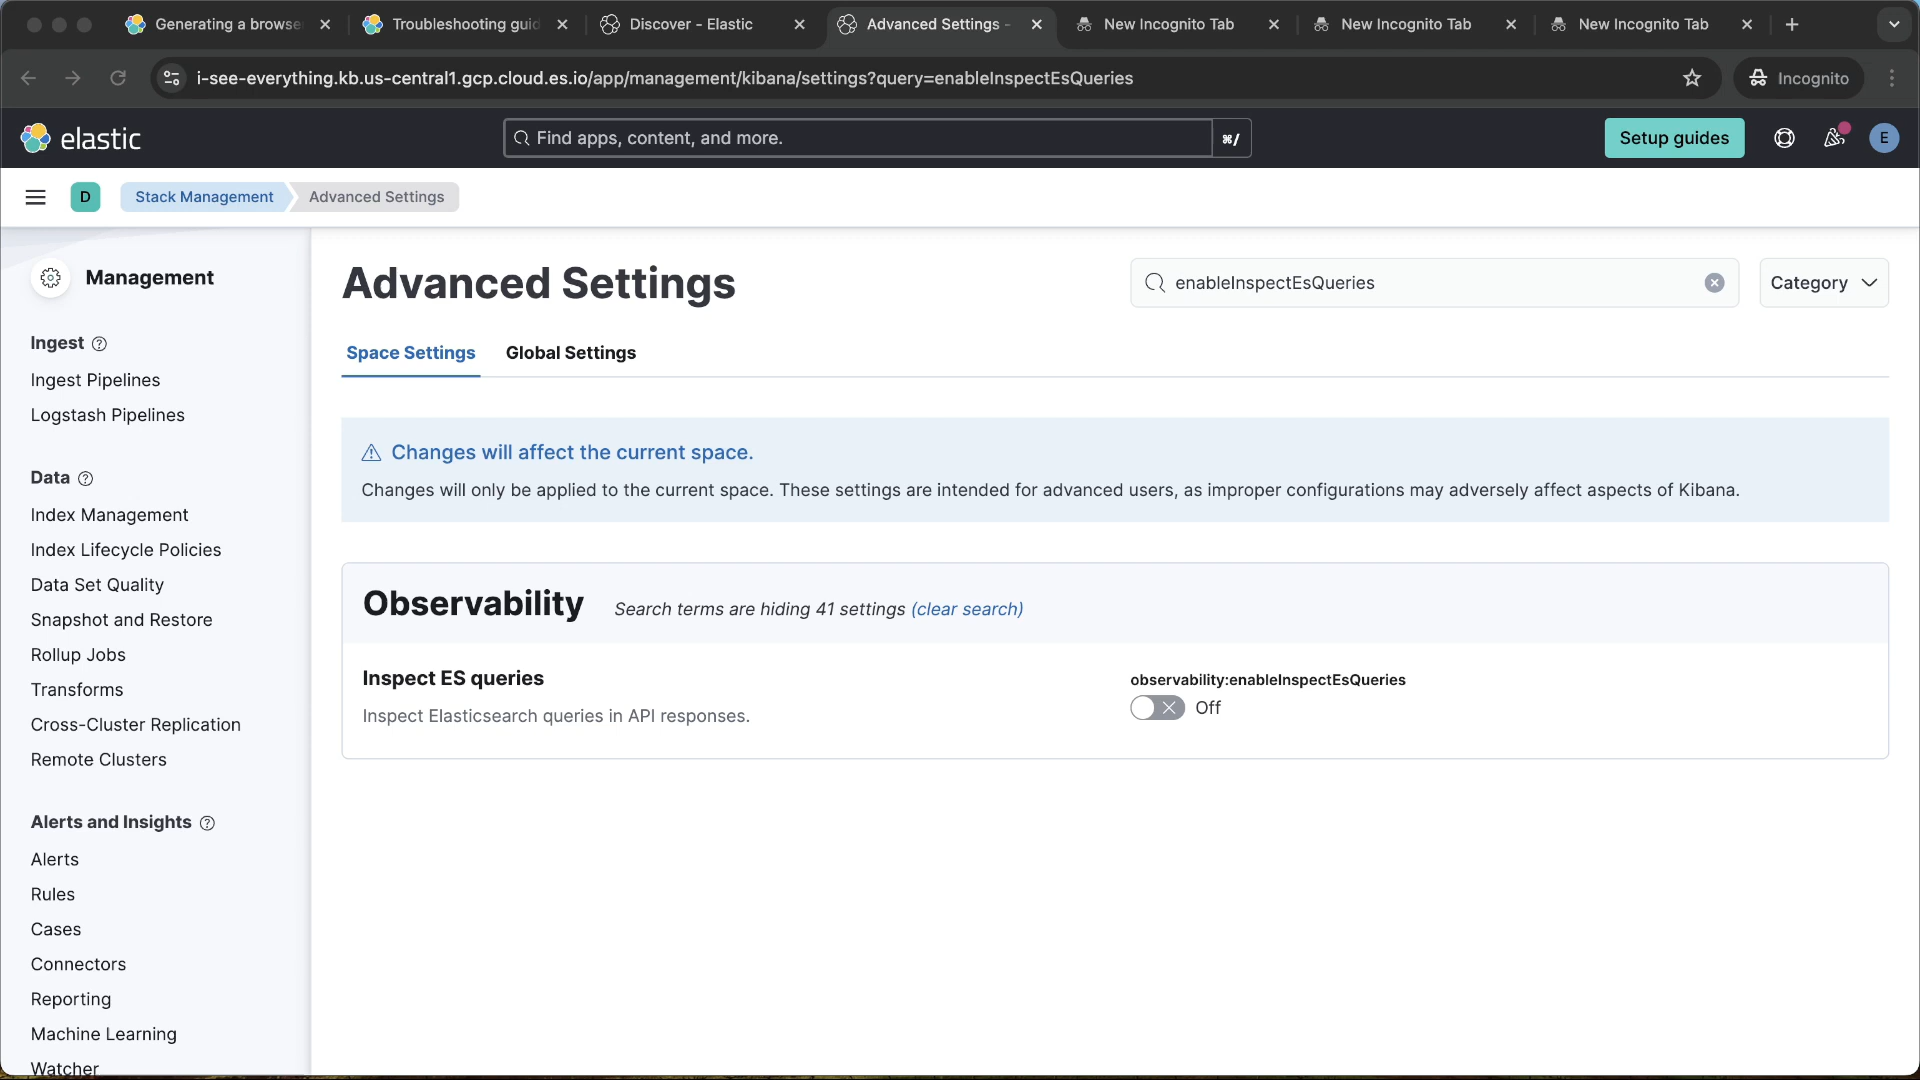 Generating a browse
Troubleshooting guid
Discover - Elastic
Advanced Settings -
New Incognito Tab
New Incognito Tab
New Incognito Tab
i-see-everything.kb.us-central1.gcp.cloud.es.io/app/management/kibana/settings?query=enableInspectEsQueries
Incognito
elastic
Find apps, content, and more.
⌘/
Setup guides
E
D
Stack Management
Advanced Settings
Management
Ingest
Ingest Pipelines
Logstash Pipelines
Data
Index Management
Index Lifecycle Policies
Data Set Quality
Snapshot and Restore
Rollup Jobs
Transforms
Cross-Cluster Replication
Remote Clusters
Alerts and Insights
Alerts
Rules
Cases
Connectors
Reporting
Machine Learning
Watcher
Advanced Settings
enableInspectEsQueries
Category
Space Settings
Global Settings
Changes will affect the current space.
Changes will only be applied to the current space. These settings are intended for advanced users, as improper configurations may adversely affect aspects of Kibana.
Observability
Search terms are hiding 41 settings (clear search)
Inspect ES queries
Inspect Elasticsearch queries in API responses.
observability:enableInspectEsQueries
Off